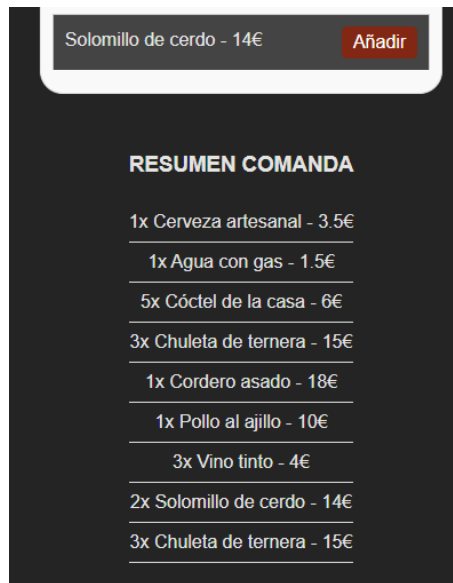 Solomillo de cerdo - 14€ Añadir
RESUMEN COMANDA
1x Cerveza artesanal - 3.5€
1x Agua con gas - 1.5€
5x Cóctel de la casa - 6€
3x Chuleta de ternera - 15€
1x Cordero asado - 18€
1x Pollo al ajillo - 10€
3x Vino tinto - 4€
2x Solomillo de cerdo - 14€
3x Chuleta de ternera - 15€